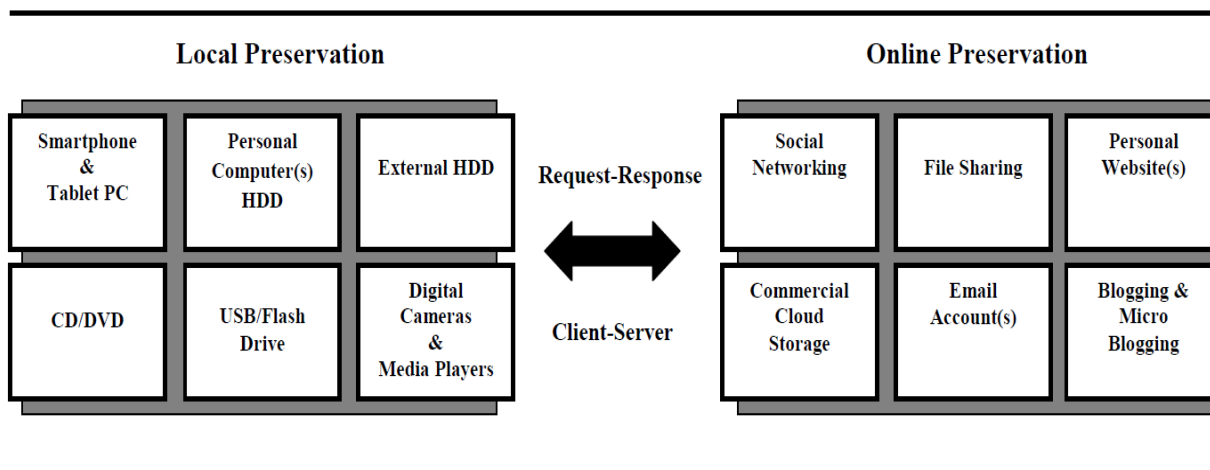 Local Preservation
Online Preservation
Smartphone
&
Tablet PC
Personal
Computer(s)
HDD
External HDD
CD/DVD
USB/Flash
Drive
Digital
Cameras
&
Media Players
Request-Response
Client-Server
Social
Networking
File Sharing
Personal
Website(s)
Commercial
Cloud
Storage
Email
Account(s)
Blogging &
Micro
Blogging